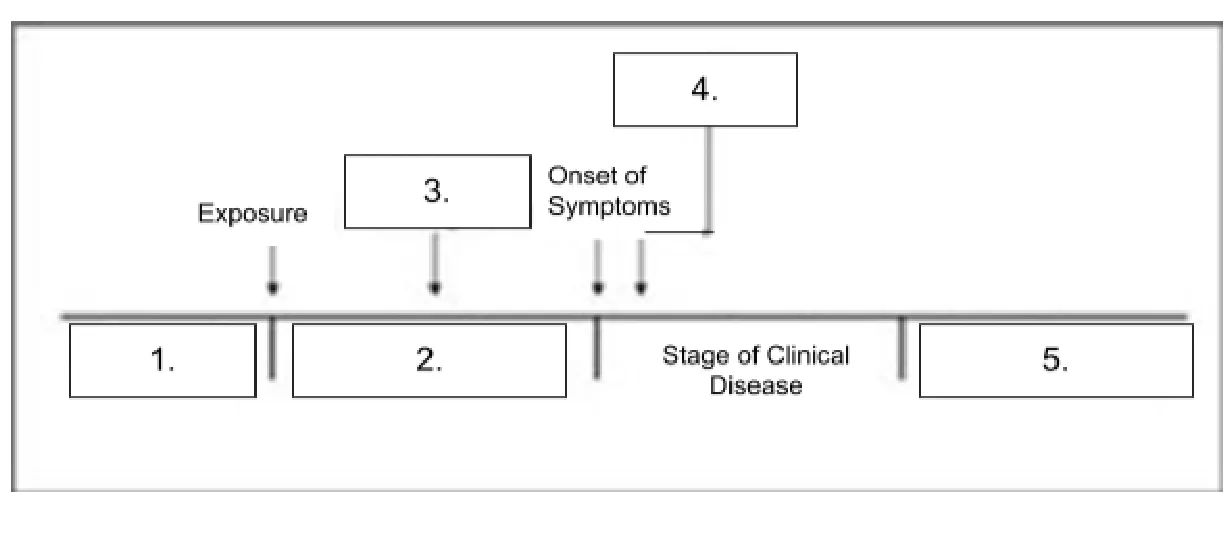 4.
3.
Onset of
Symptoms
Exposure
1.
2.
Stage of Clinical
Disease
5.